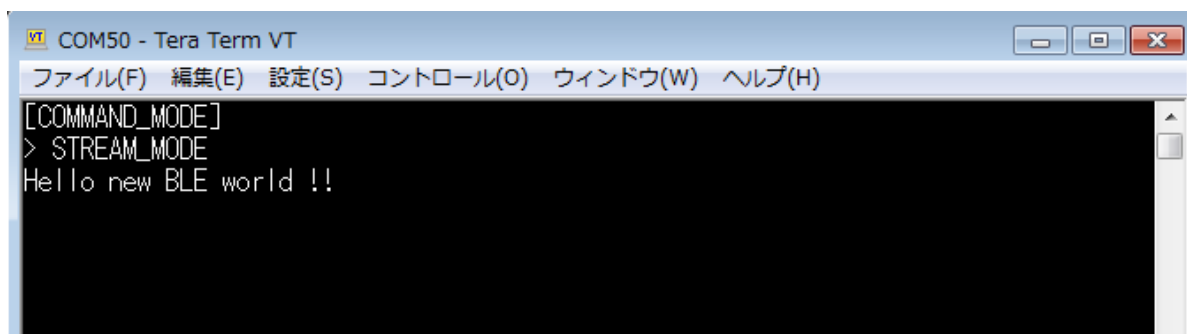 COM50 - Tera Term VT
ファイル(F) 編集(E) 設定(S) コントロール(O) ウィンドウ(W) ヘルプ(H)
[COMMAND_MODE]
> STREAM_MODE
Hello new BLE world !!